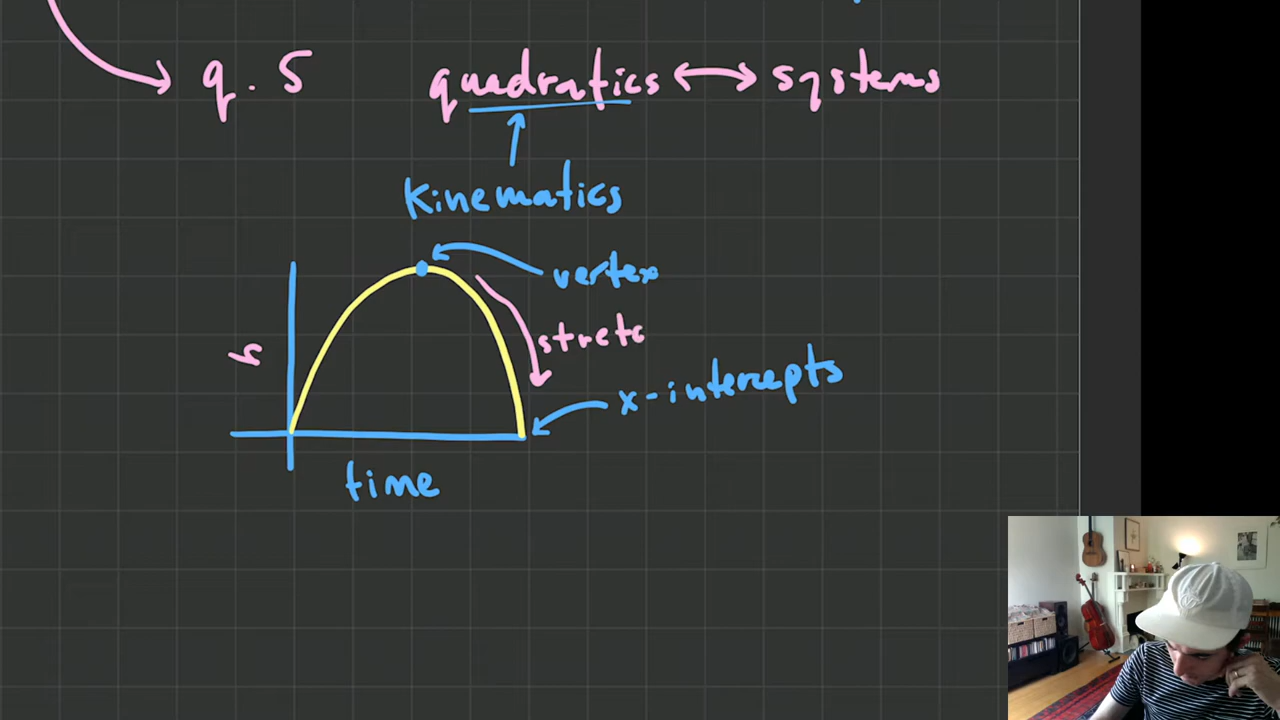 q. 5 quadratics ↔ systems
kinematics
vertex
stretc
h
x-intercepts
time